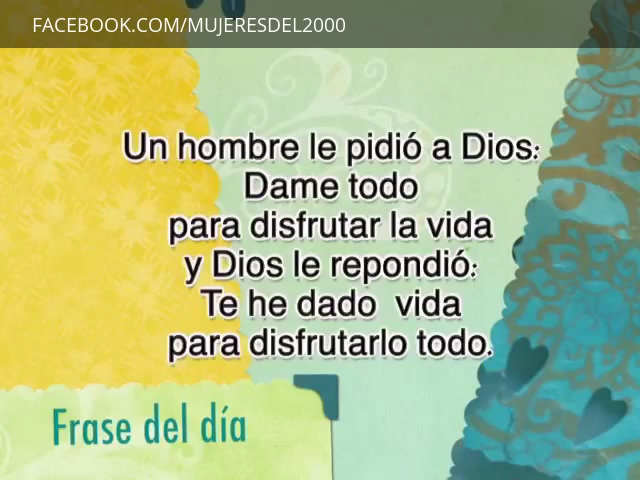 FACEBOOK.COM/MUJERESDEL2000
Un hombre le pidió a Dios:
Dame todo
para disfrutar la vida
y Dios le repondió:
Te he dado vida
para disfrutarlo todo.
Frase del día